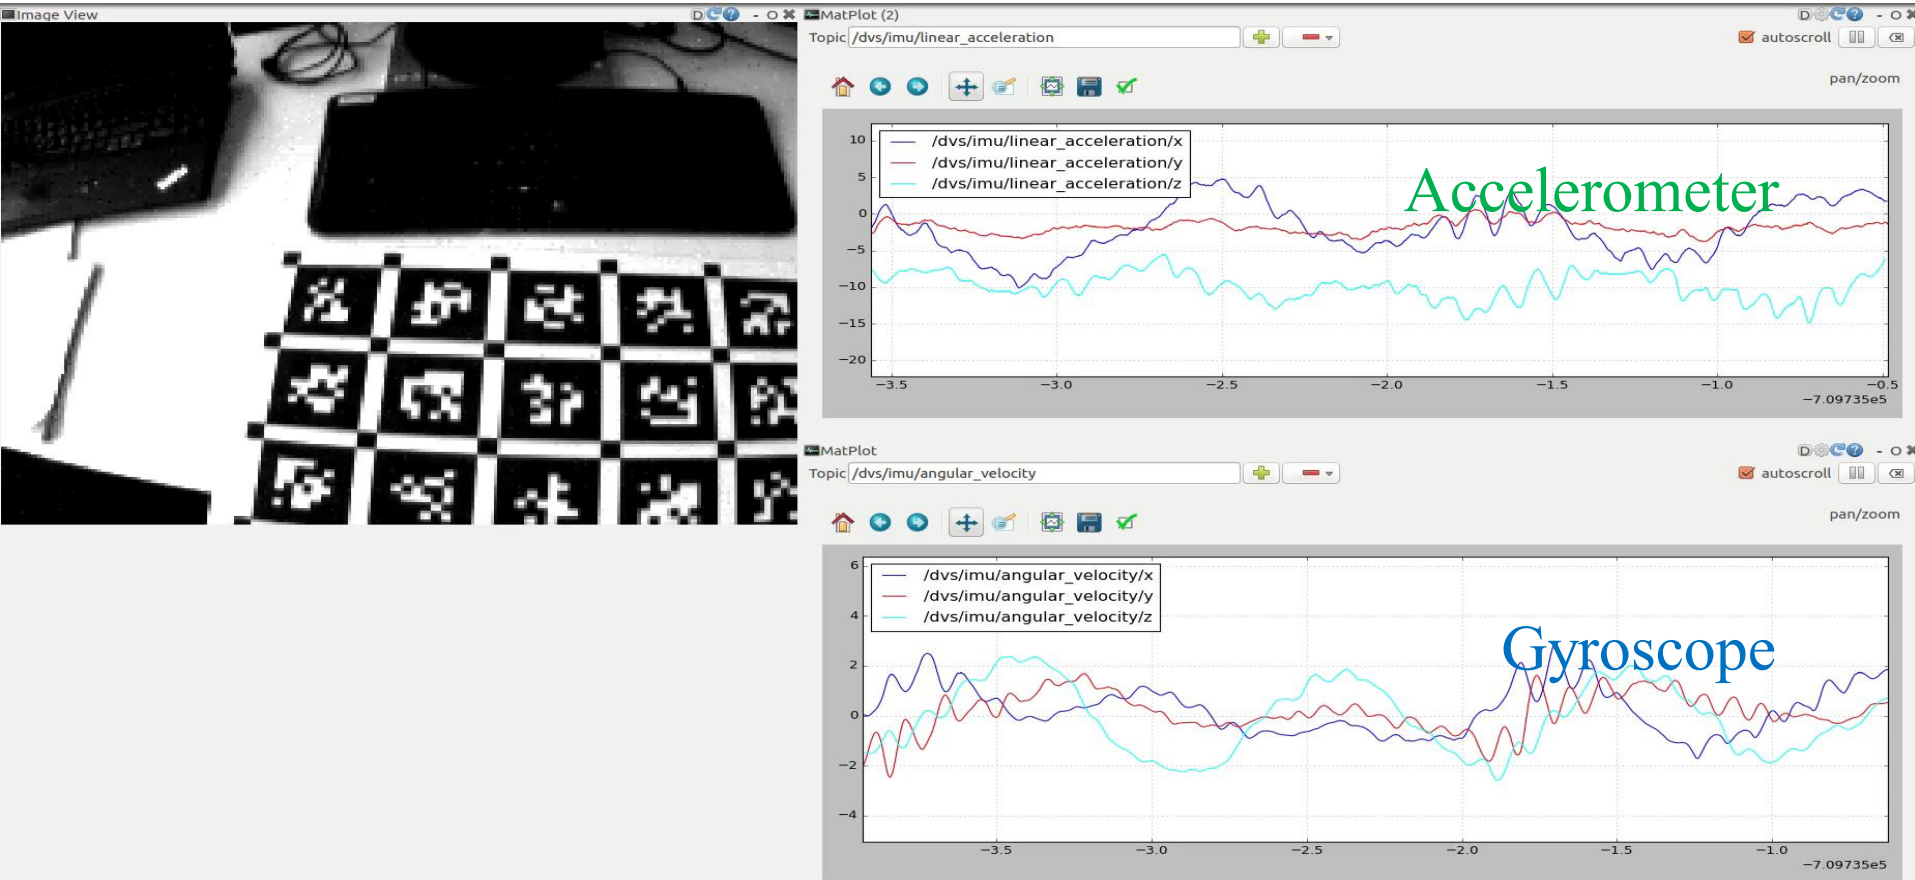 Image View
D - O
MatPlot (2)
D - O
Topic /dvs/imu/linear_acceleration
autoscroll
pan/zoom
/dvs/imu/linear_acceleration/x
/dvs/imu/linear_acceleration/y
/dvs/imu/linear_acceleration/z
Accelerometer
10
5
0
−5
−10
−15
−20
−3.5 −3.0 −2.5 −2.0 −1.5 −1.0 −0.5
−7.09735e5
MatPlot
D - O
Topic /dvs/imu/angular_velocity
autoscroll
pan/zoom
/dvs/imu/angular_velocity/x
/dvs/imu/angular_velocity/y
/dvs/imu/angular_velocity/z
Gyroscope
6
4
2
0
−2
−4
−3.5 −3.0 −2.5 −2.0 −1.5 −1.0
−7.09735e5